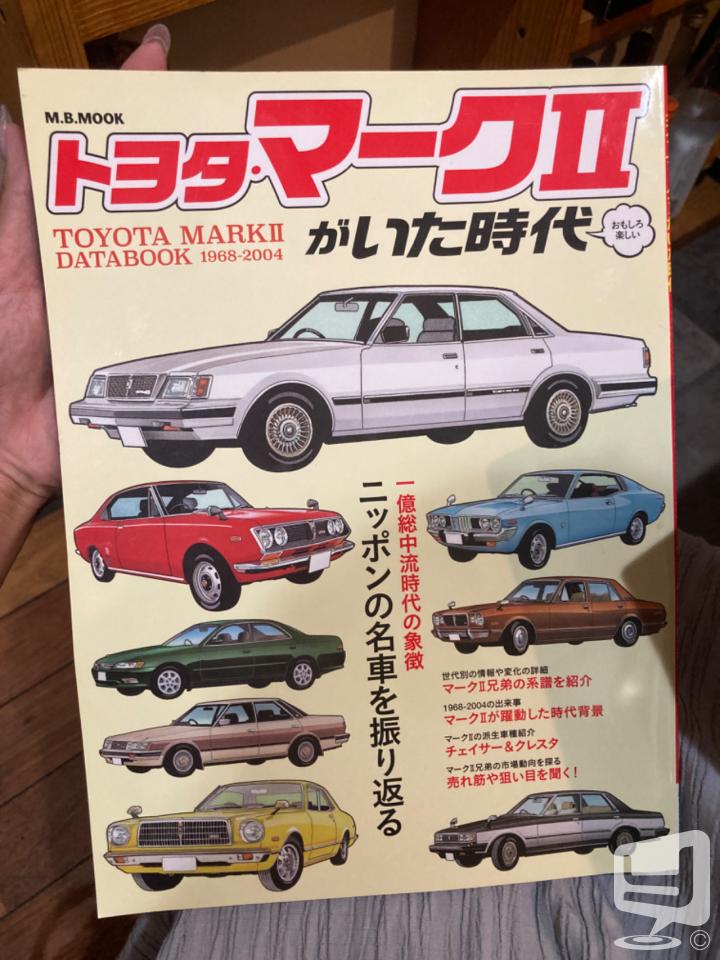 M.B.MOOK
トヨタ・マークII
TOYOTA MARKII
DATABOOK 1968-2004
がいた時代
おもしろ
楽しい
一億総中流時代の象徴
ニッポンの名車を振り返る
世代別の情報や変化の詳細
マークII兄弟の系譜を紹介
1968-2004の出来事
マークIIが躍動した時代背景
マークIIの派生車種紹介
チェイサー&クレスタ
マークII兄弟の市場動向を探る
売れ筋や狙い目を聞く!
©